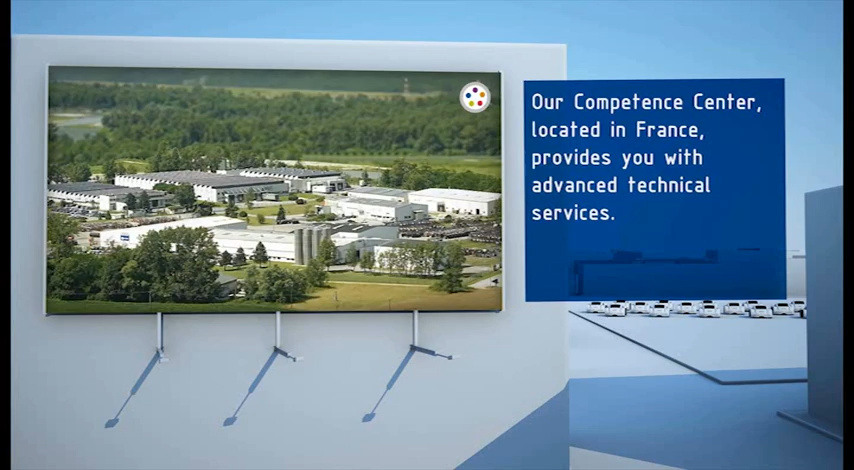 Our Competence Center,
located in France,
provides you with
advanced technical
services.